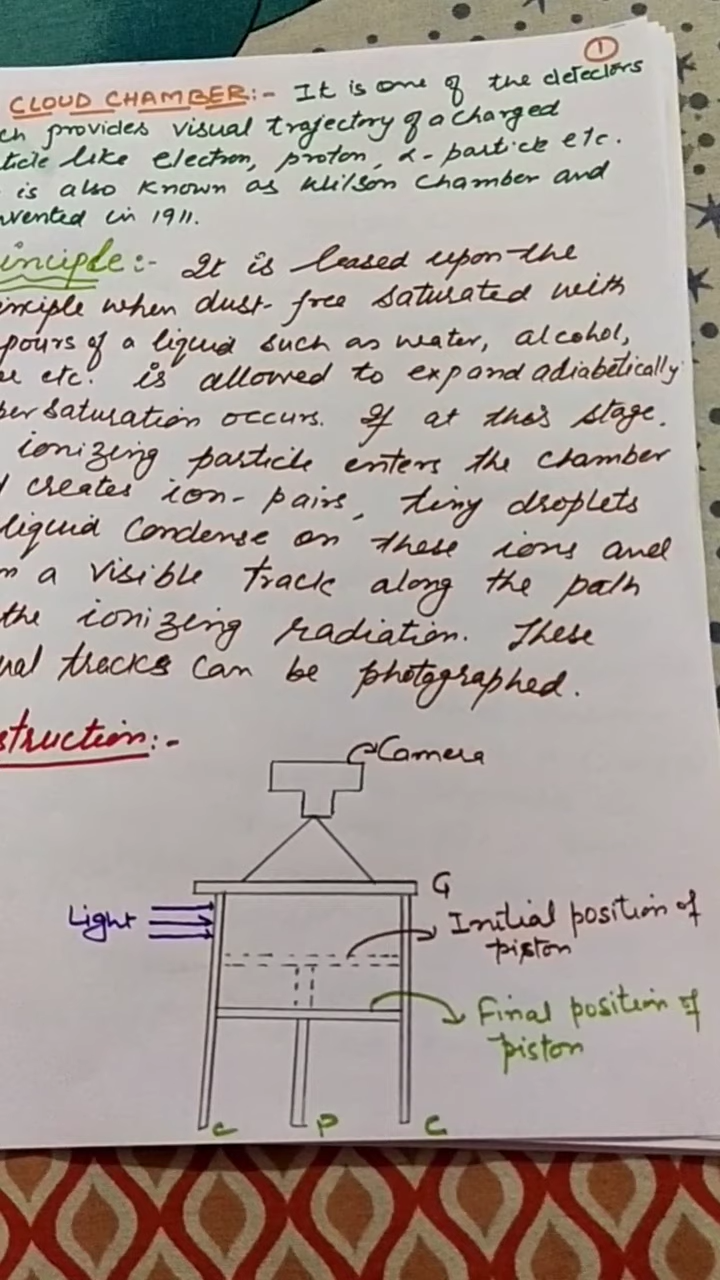 1
CLOUD CHAMBER:- It is one of the detectors
ch provides visual trajectory of a charged
ticle like electron, proton, α-particle etc.
is also known as Wilson Chamber and
vented in 1911.
inciple:- It is based upon the
nciple when dust-free saturated with
pours of a liquid such as water, alcohol,
etc. is allowed to expand adiabetically
per saturation occurs. If at this stage.
ionizing particle enters the chamber
creates ion-pairs, tiny droplets
liquid condense on these ions and
m a visible track along the path
the ionizing radiation. These
ual tracks can be photographed.
struction:-
Camera
G
Light
Initial position of
piston
Final position of
piston
C P C